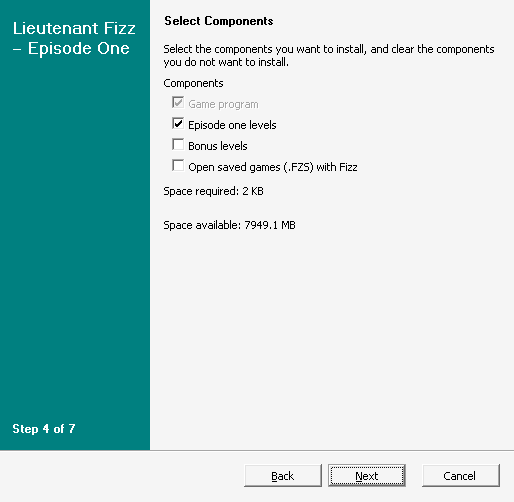 Lieutenant Fizz
– Episode One
Select Components
Select the components you want to install, and clear the components
you do not want to install.
Components
Game program
Episode one levels
Bonus levels
Open saved games (.FZS) with Fizz
Space required: 2 KB
Space available: 7949.1 MB
Step 4 of 7
Back
Next
Cancel